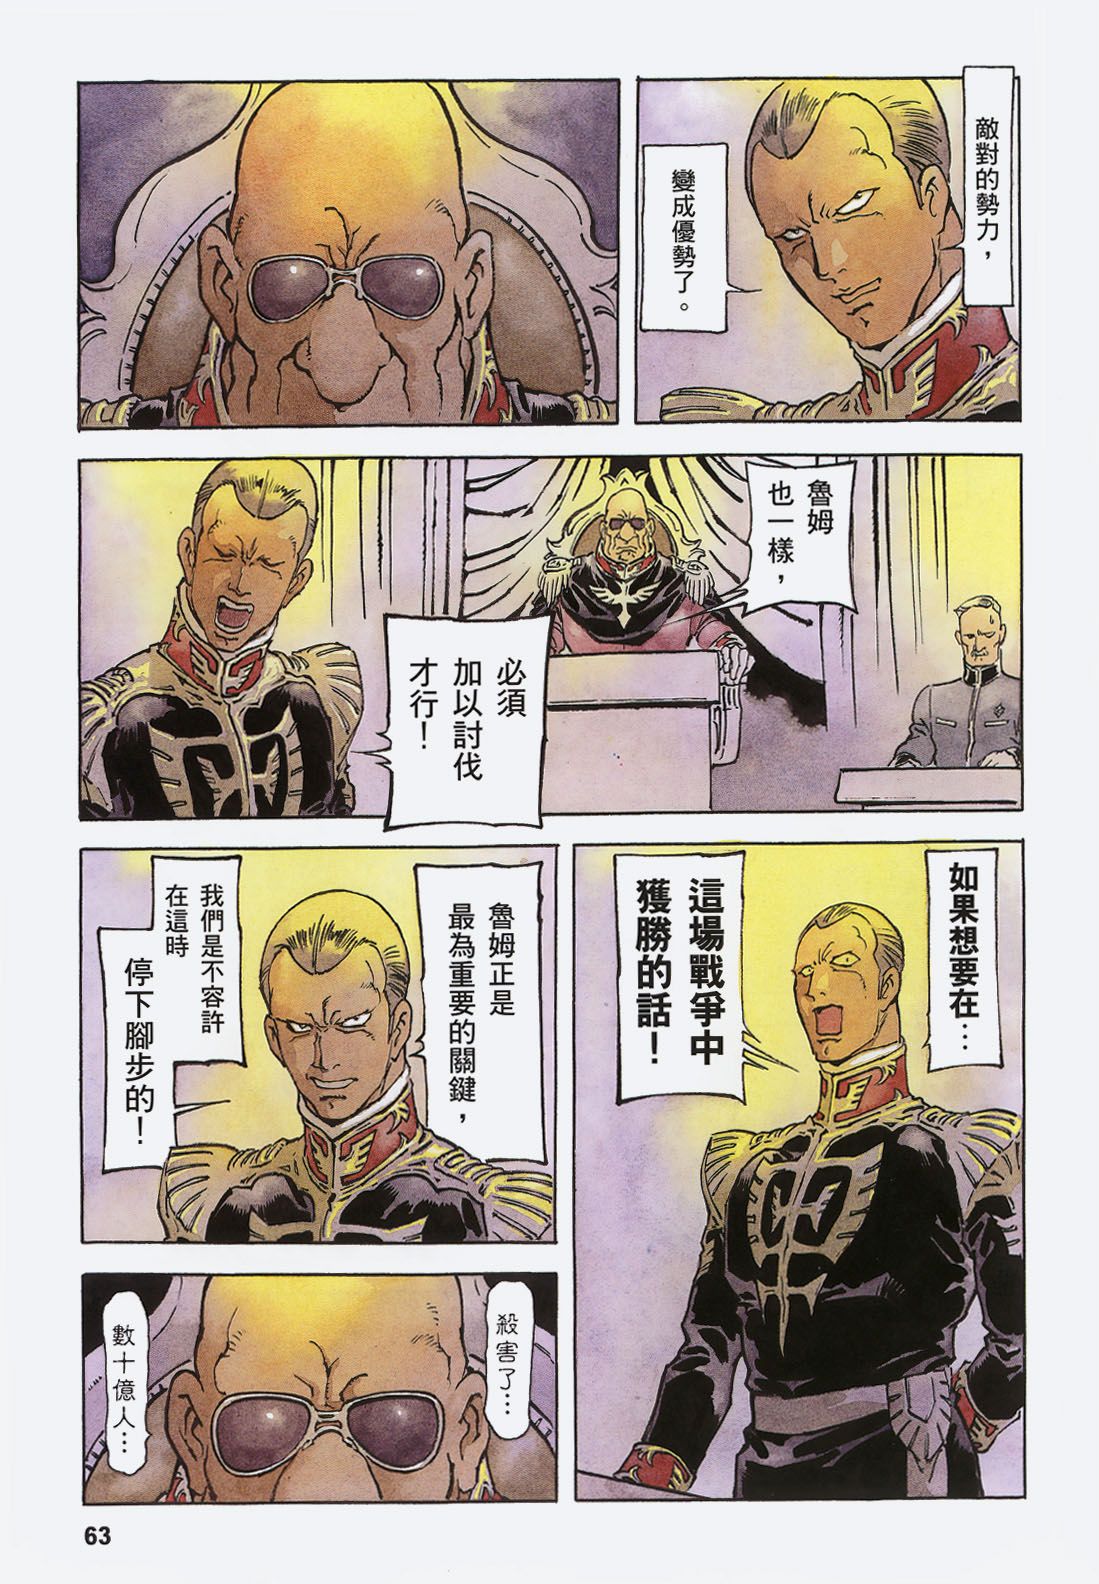 敵對的勢力，
變成優勢了。
魯姆
也一樣，
必須
加以討伐
才行！
如果想要在…
這場戰爭中
獲勝的話！
魯姆正是
最為重要的關鍵，
我們是不容許
在這時
停下腳步的！
殺害了…
數十億人…
63